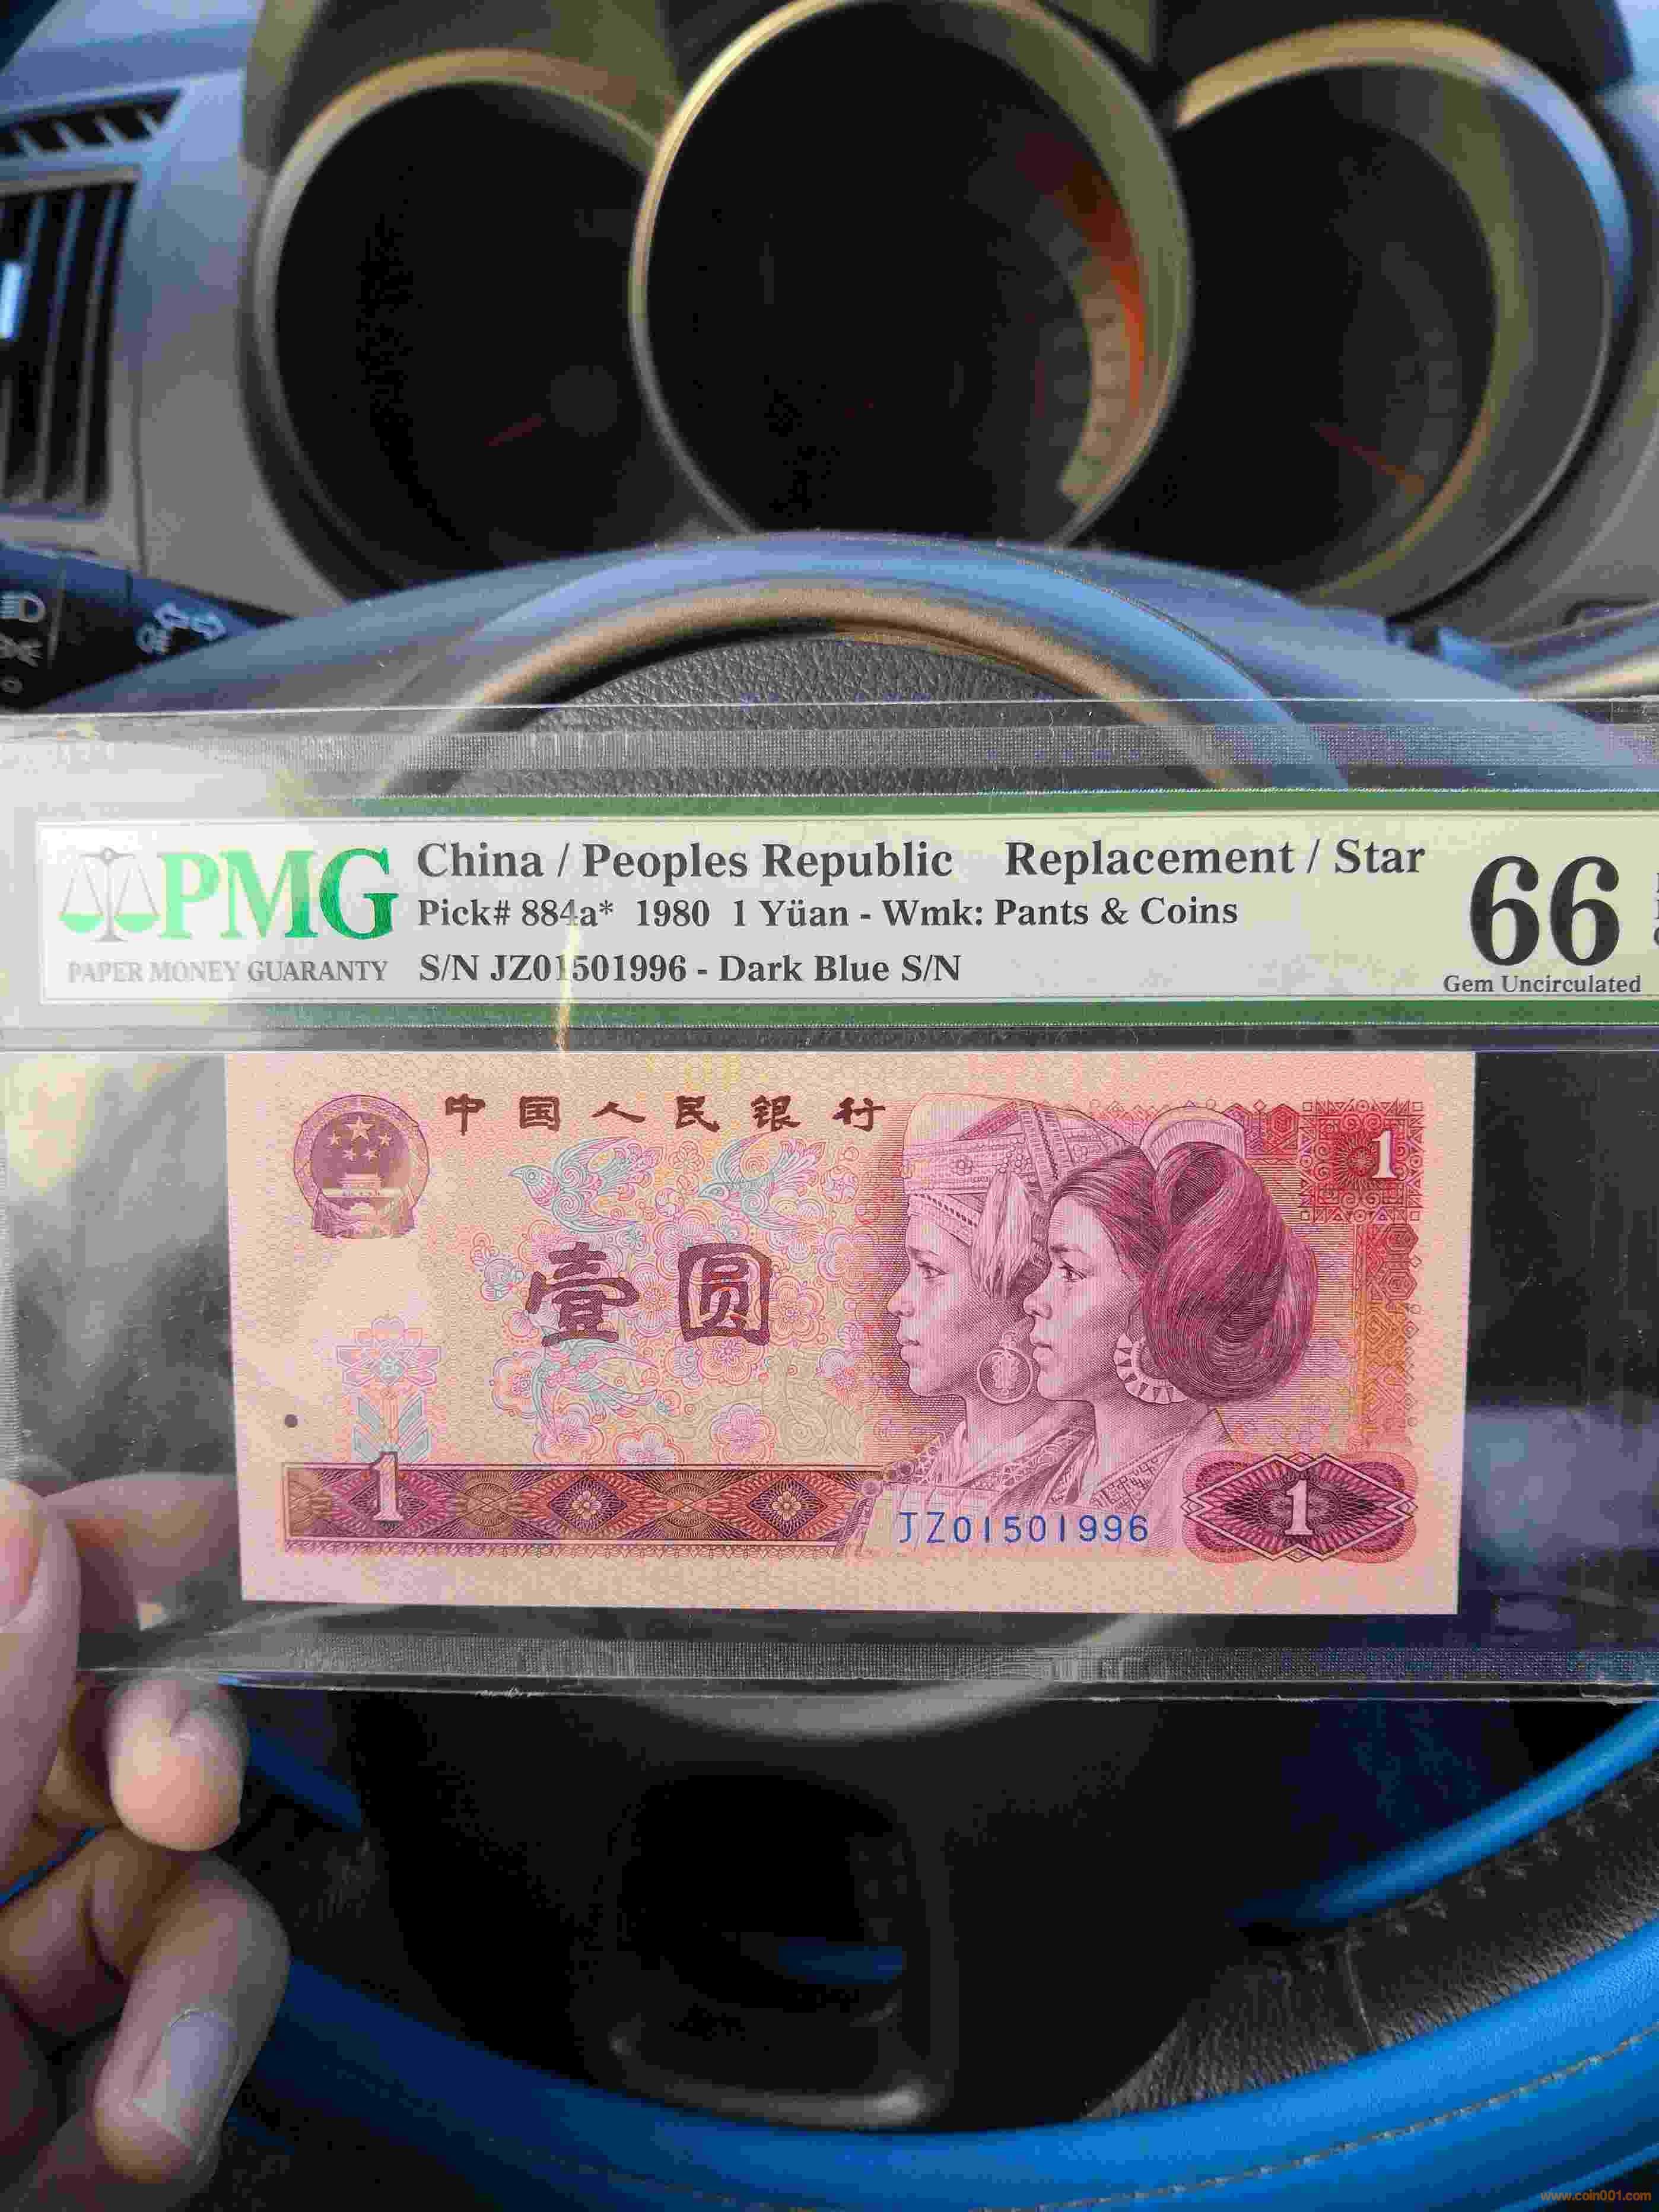 PMG
PAPER MONEY GUARANTY
China / Peoples Republic Replacement / Star
Pick# 884a* 1980 1 Yüan - Wmk: Pants & Coins
S/N JZ01501996 - Dark Blue S/N
66
Gem Uncirculated
中国人民银行
1
壹圆
1
JZ01501996
1
www.coin001.com